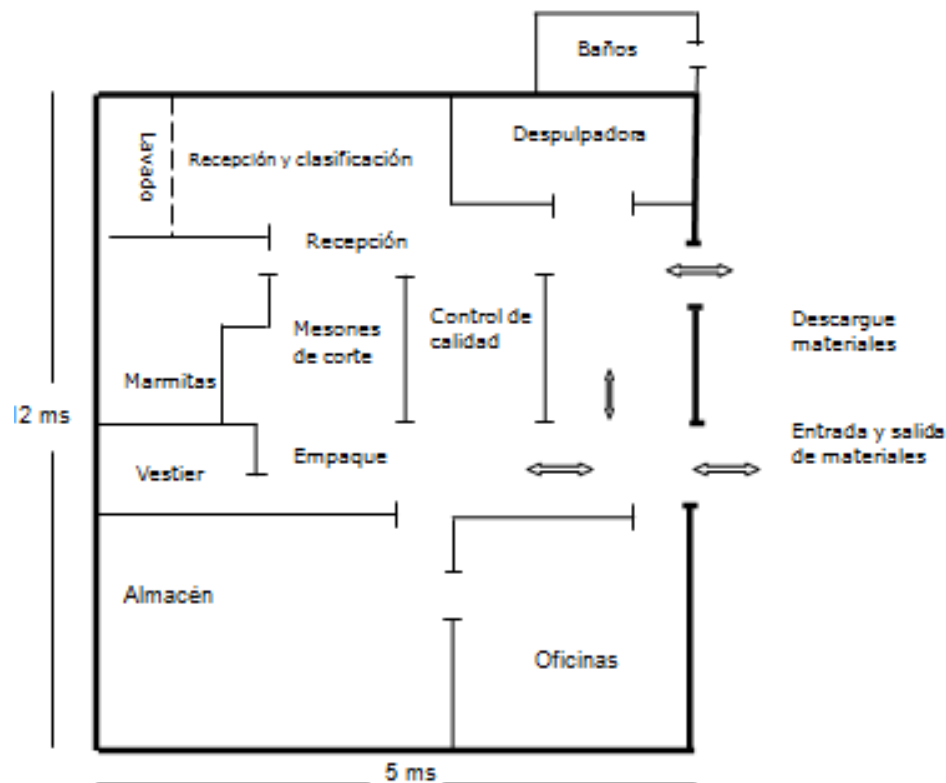 Baños
Despulpadora
Lavado
Recepción y clasificación
Recepción
Mesones
de corte
Control de
calidad
Descargue
materiales
Marmitas
12 ms
Entrada y salida
de materiales
Empaque
Vestier
Almacén
Oficinas
5 ms